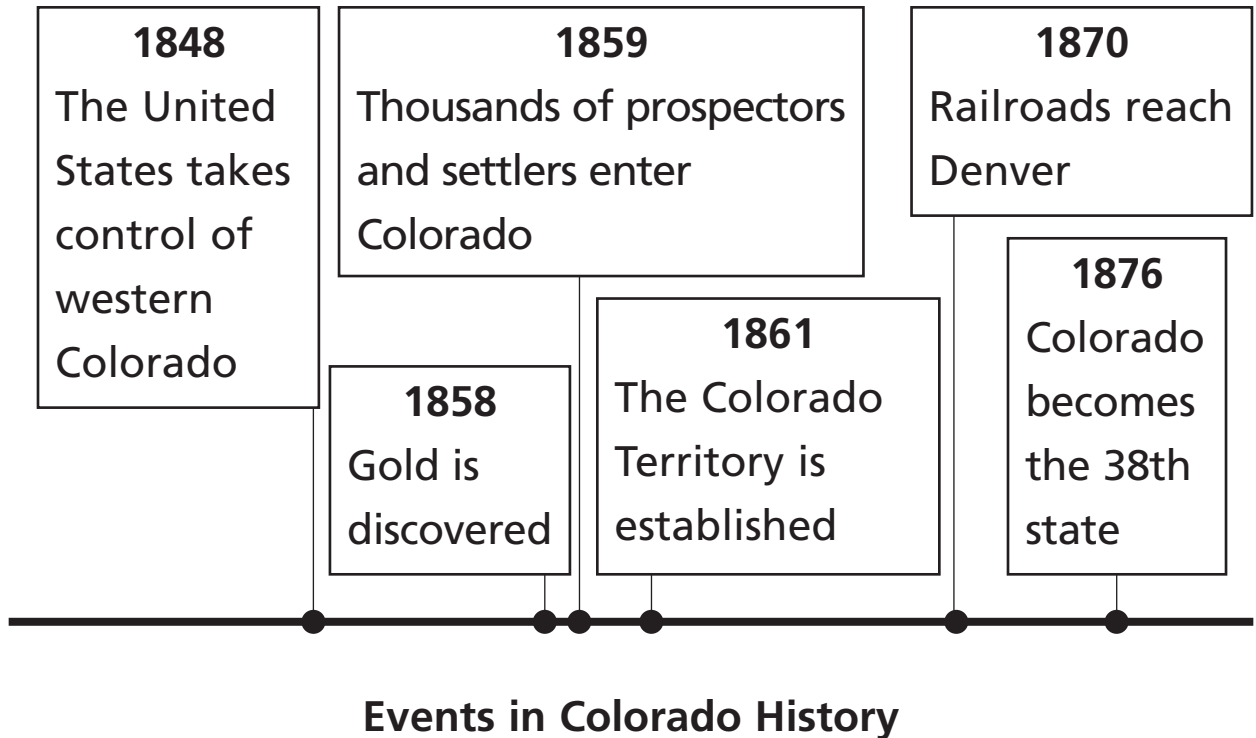 1848
The United
States takes
control of
western
Colorado
1858
Gold is
discovered
1859
Thousands of prospectors
and settlers enter
Colorado
1861
The Colorado
Territory is
established
1870
Railroads reach
Denver
1876
Colorado
becomes
the 38th
state
Events in Colorado History